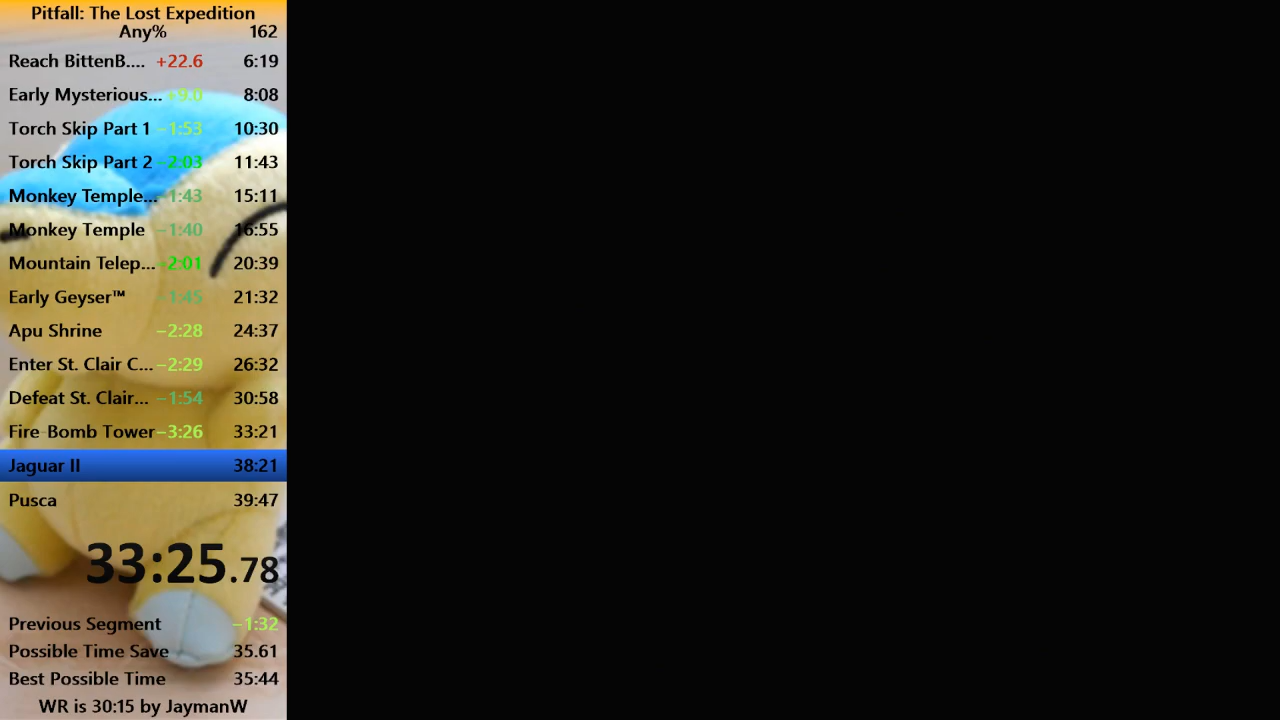 Pitfall: The Lost Expedition
Any% 162
Reach BittenB.... +22.6 6:19
Early Mysterious... +9.0 8:08
Torch Skip Part 1 −1:53 10:30
Torch Skip Part 2 −2:03 11:43
Monkey Temple... −1:43 15:11
Monkey Temple −1:40 16:55
Mountain Telep... −2:01 20:39
Early Geyser™ −1:45 21:32
Apu Shrine −2:28 24:37
Enter St. Clair C... −2:29 26:32
Defeat St. Clair... −1:54 30:58
Fire Bomb Tower −3:26 33:21
Jaguar II 38:21
Pusca 39:47
33:25.78
Previous Segment −1:32
Possible Time Save 35.61
Best Possible Time 35:44
WR is 30:15 by JaymanW